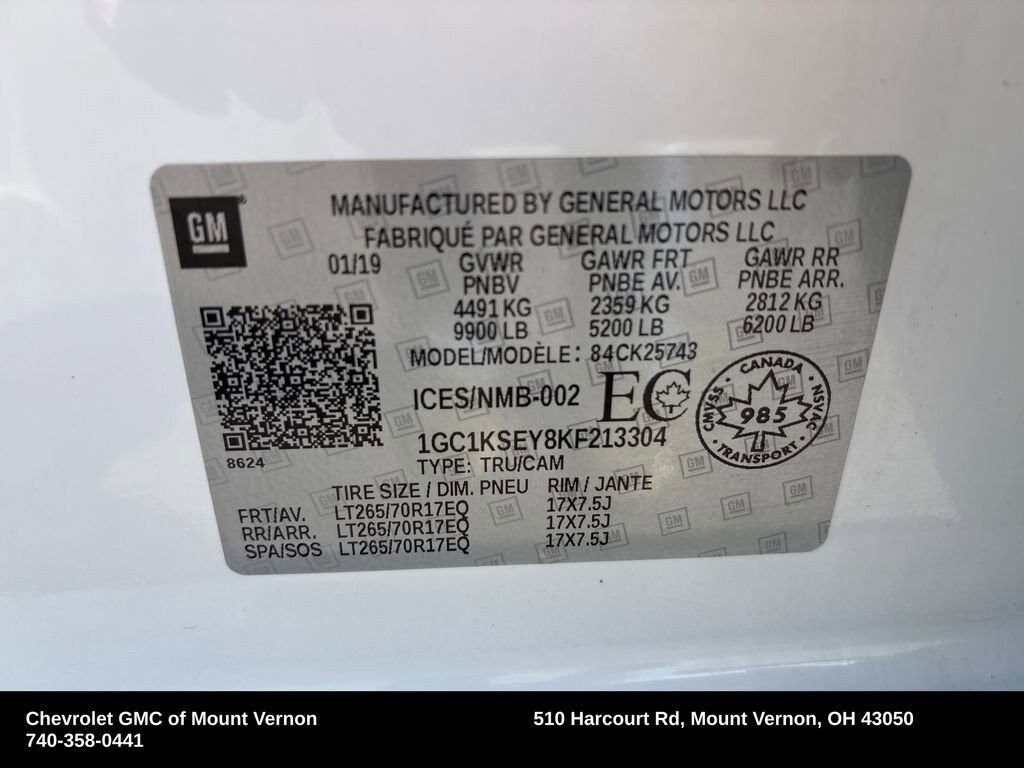 GM
MANUFACTURED BY GENERAL MOTORS LLC
FABRIQUÉ PAR GENERAL MOTORS LLC
01/19 GVWR GAWR FRT GAWR RR
PNBV PNBE AV. PNBE ARR.
4491 KG 2359 KG 2812 KG
9900 LB 5200 LB 6200 LB
MODEL/MODÈLE: 84CK25743
ICES/NMB-002 EC
CANADA
CMVSS 985 NSVAC
TRANSPORT
1GC1KSEY8KF213304
8624 TYPE: TRU/CAM
TIRE SIZE / DIM. PNEU RIM / JANTE
FRT/AV. LT265/70R17EQ 17X7.5J
RR/ARR. LT265/70R17EQ 17X7.5J
SPA/SOS LT265/70R17EQ 17X7.5J
Chevrolet GMC of Mount Vernon 510 Harcourt Rd, Mount Vernon, OH 43050
740-358-0441